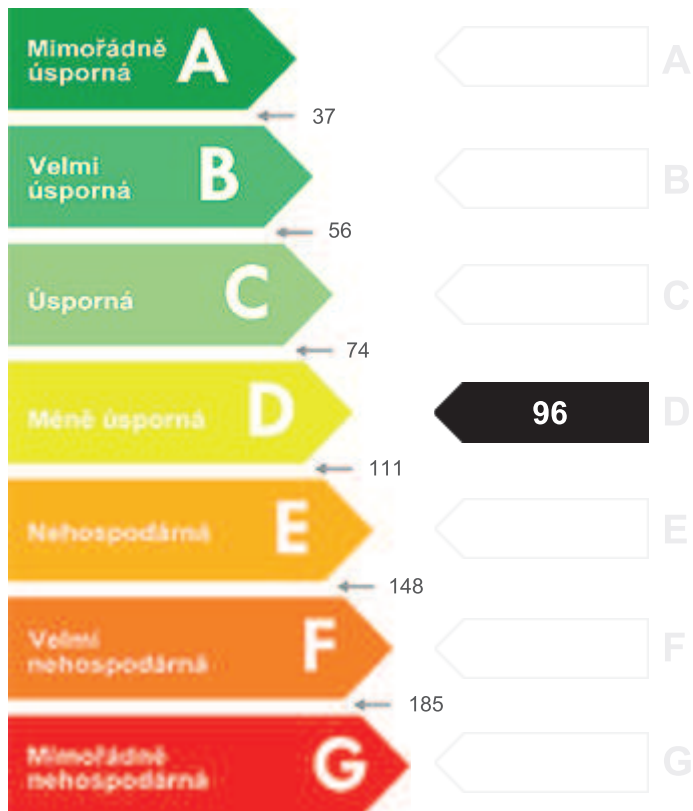 Mimořádně
úsporná
A
A
37
Velmi
úsporná
B
B
56
Úsporná
C
C
74
Méně úsporná
D
96
D
111
Nehospodárná
E
E
148
Velmi
nehospodárná
F
F
185
Mimořádně
nehospodárná
G
G